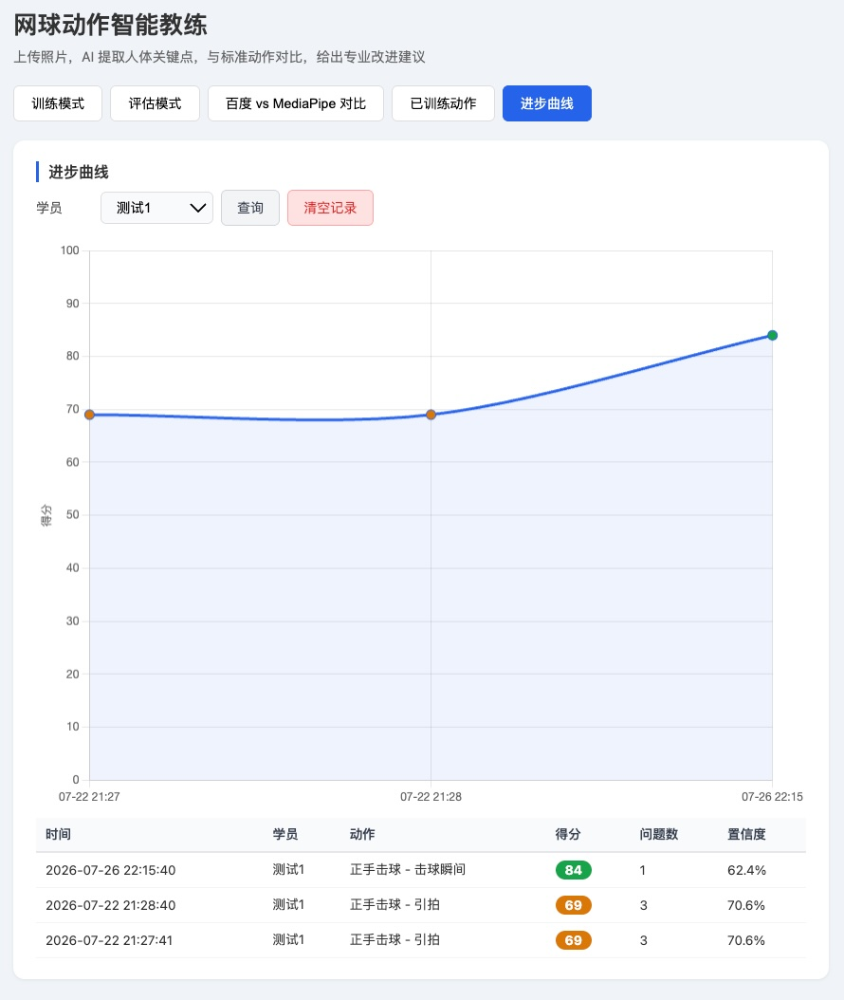 网球动作智能教练
上传照片，AI 提取人体关键点，与标准动作对比，给出专业改进建议
训练模式 评估模式 百度 vs MediaPipe 对比 已训练动作 进步曲线
进步曲线
学员 测试1 查询 清空记录
100
90
80
70
60
50
40
30
20
10
0
得分
07-22 21:27 07-22 21:28 07-26 22:15
时间 学员 动作 得分 问题数 置信度
2026-07-26 22:15:40 测试1 正手击球 - 击球瞬间 84 1 62.4%
2026-07-22 21:28:40 测试1 正手击球 - 引拍 69 3 70.6%
2026-07-22 21:27:41 测试1 正手击球 - 引拍 69 3 70.6%